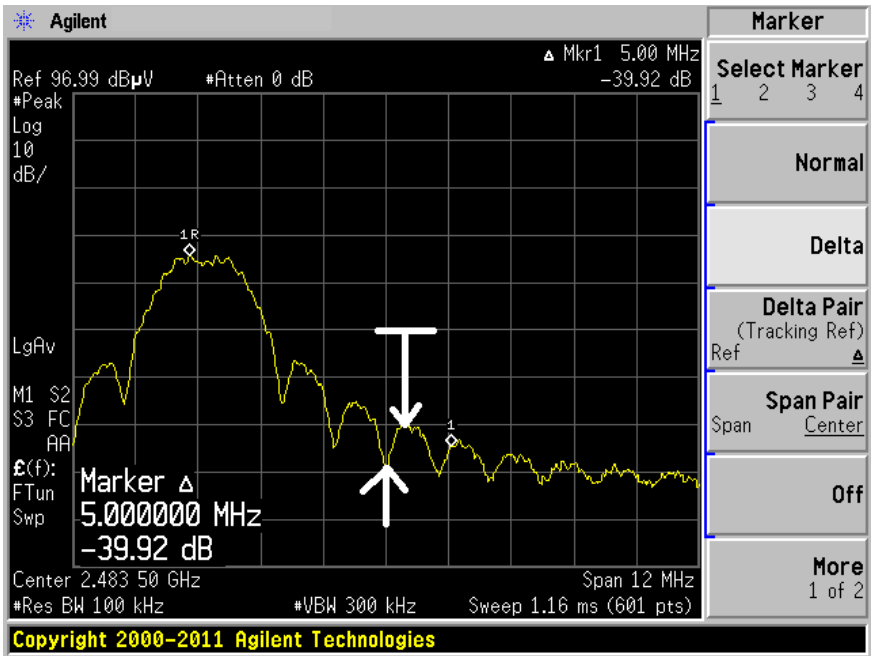 Agilent
Marker
Δ Mkr1 5.00 MHz
Ref 96.99 dBµV #Atten 0 dB -39.92 dB
#Peak
Log
10
dB/
1R
LgAv
M1 S2
S3 FC
AA
£(f):
FTun
Swp
1
Marker Δ
5.000000 MHz
-39.92 dB
Center 2.483 50 GHz Span 12 MHz
#Res BW 100 kHz #VBW 300 kHz Sweep 1.16 ms (601 pts)
Select Marker
1 2 3 4
Normal
Delta
Delta Pair
(Tracking Ref)
Ref Δ
Span Pair
Span Center
Off
More
1 of 2
Copyright 2000-2011 Agilent Technologies